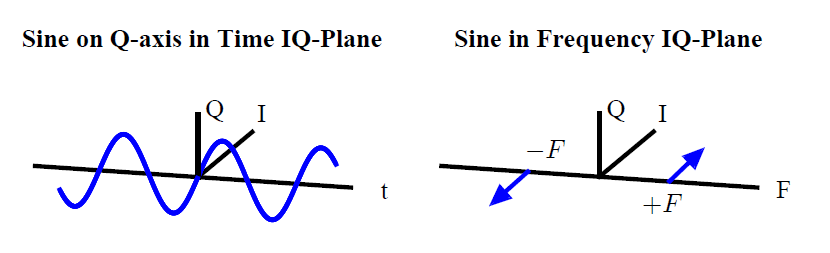 Sine on Q-axis in Time IQ-Plane
Q
I
t
Sine in Frequency IQ-Plane
Q
I
−F
+F
F